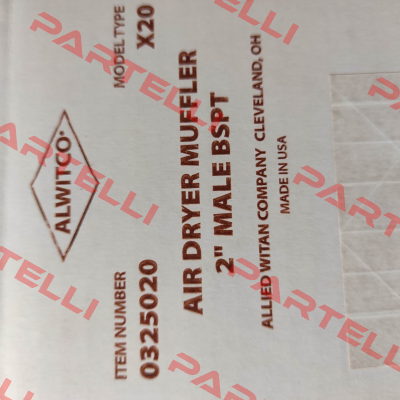 ALWITCO®
MODEL TYPE
X20
ITEM NUMBER
0325020
AIR DRYER MUFFLER
2" MALE BSPT
ALLIED WITAN COMPANY CLEVELAND, OH
MADE IN USA
PARTELLI
PARTELLI
PARTELLI
PARTELLI
PARTELLI